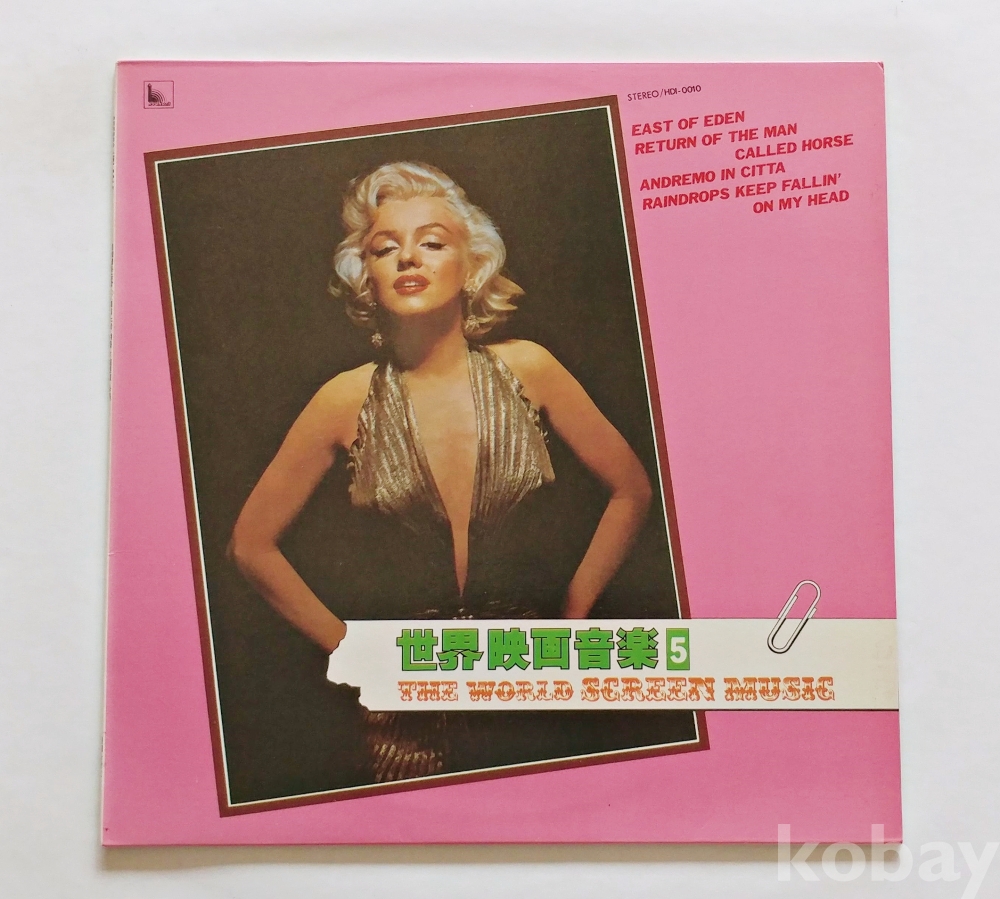 STEREO/HDI-0010
EAST OF EDEN
RETURN OF THE MAN
CALLED HORSE
ANDREMO IN CITTA
RAINDROPS KEEP FALLIN'
ON MY HEAD
世界映画音楽 5
THE WORLD SCREEN MUSIC
kobay